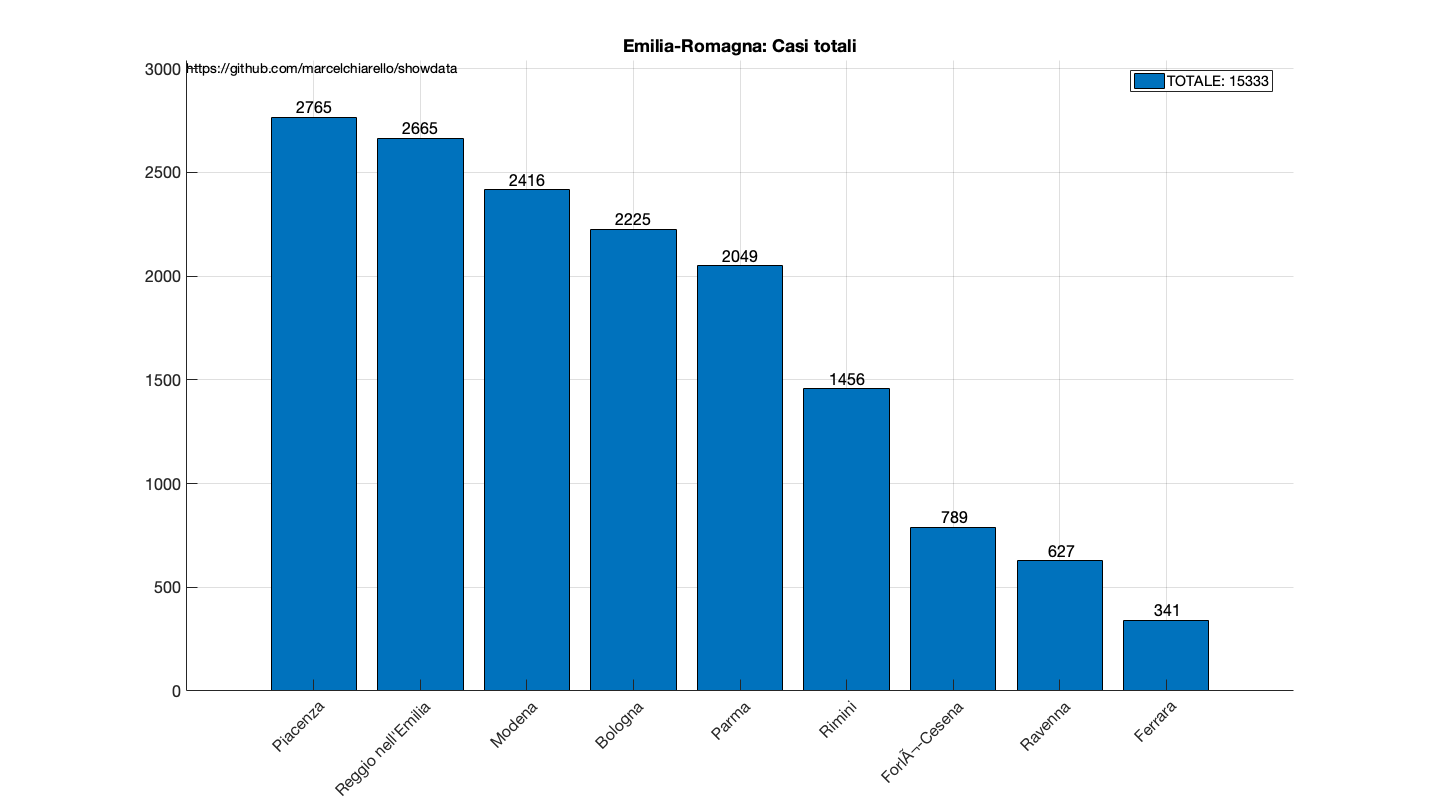 Emilia-Romagna: Casi totali
https://github.com/marcelchiarello/showdata
TOTALE: 15333
3000
2500
2000
1500
1000
500
0
2765
2665
2416
2225
2049
1456
789
627
341
Piacenza
Reggio nell'Emilia
Modena
Bologna
Parma
Rimini
ForlÃ¬-Cesena
Ravenna
Ferrara